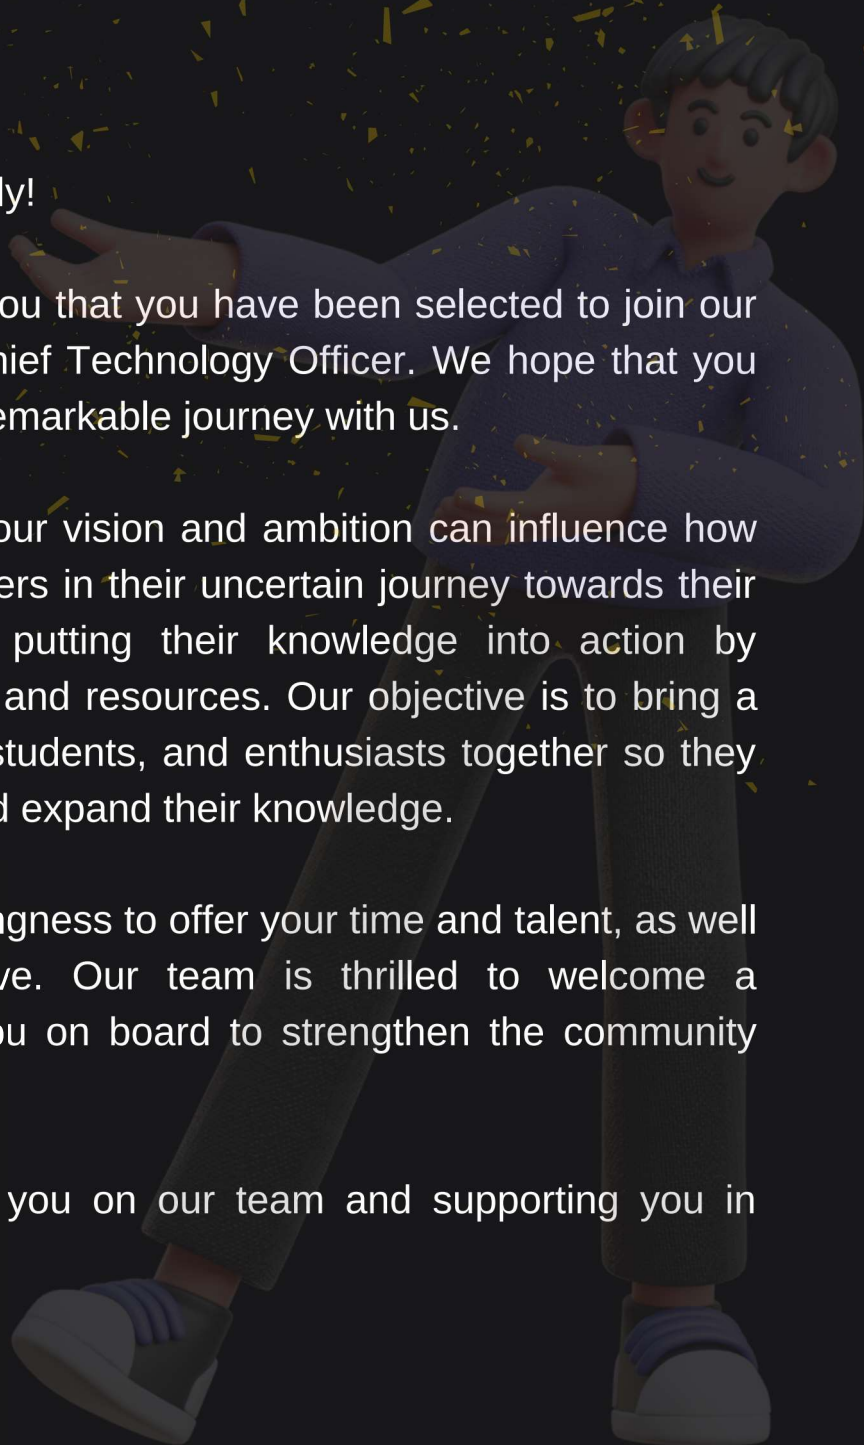 ly!
ou that you have been selected to join our
hief Technology Officer. We hope that you
emarkable journey with us.
our vision and ambition can influence how
ers in their uncertain journey towards their
putting their knowledge into action by
and resources. Our objective is to bring a
students, and enthusiasts together so they
d expand their knowledge.
ngness to offer your time and talent, as well
ve. Our team is thrilled to welcome a
ou on board to strengthen the community
you on our team and supporting you in